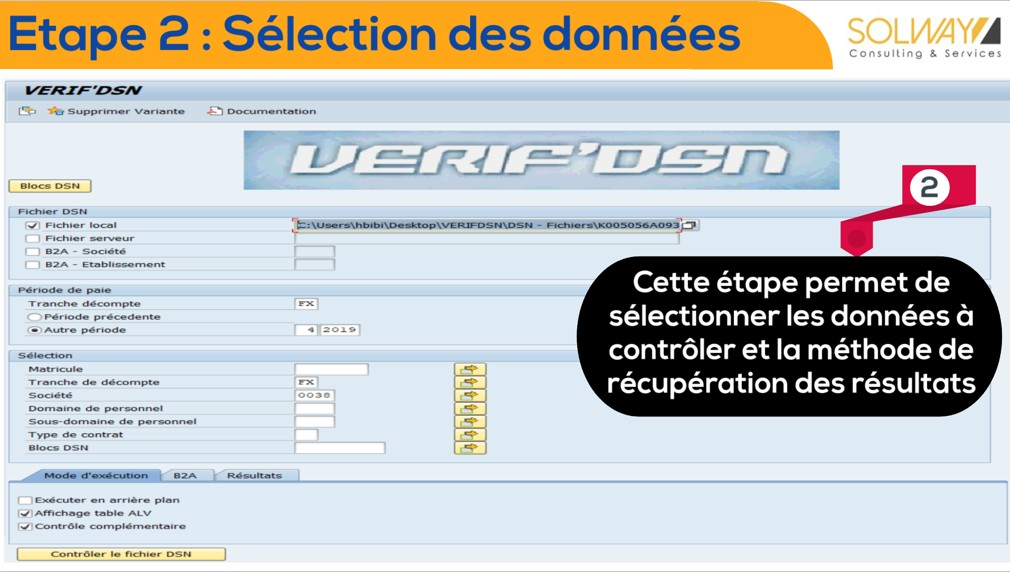 Etape 2 : Sélection des données
SOLWAY
Consulting & Services
VERIF'DSN
Supprimer Variante Documentation
VERIF'DSN
Blocs DSN
2
Fichier DSN
Fichier local C:\Users\hbibi\Desktop\VERIFDSN\DSN - Fichiers\K005056A093
Fichier serveur
B2A - Société
B2A - Etablissement
Cette étape permet de
sélectionner les données à
contrôler et la méthode de
récupération des résultats
Période de paie
Tranche décompte FX
Période précedente
Autre période 4 2019
Sélection
Matricule
Tranche de décompte FX
Société 0038
Domaine de personnel
Sous-domaine de personnel
Type de contrat
Blocs DSN
Mode d'exécution B2A Résultats
Exécuter en arrière plan
Affichage table ALV
Contrôle complémentaire
Contrôler le fichier DSN